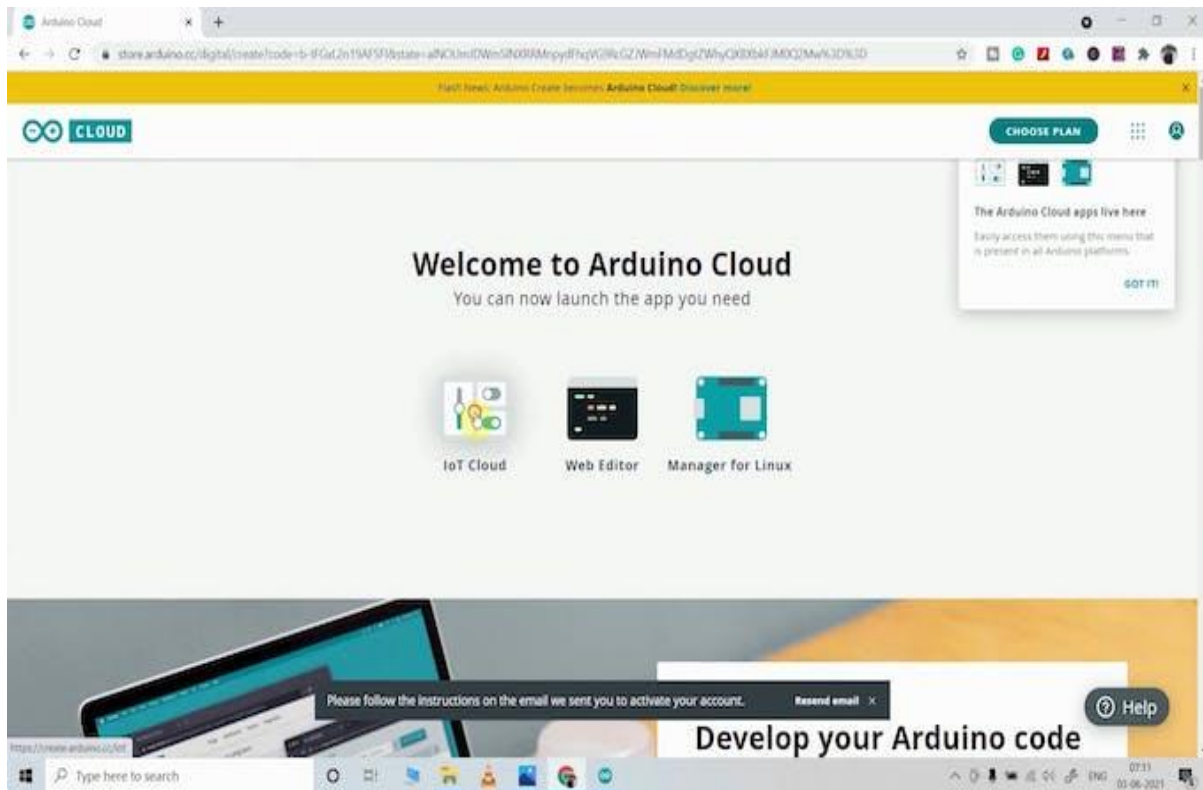 Arduino Cloud
Flash News: Arduino Create becomes Arduino Cloud! Discover more!
CLOUD
CHOOSE PLAN
The Arduino Cloud apps live here
Easily access them using this menu that
is present in all Arduino platforms.
GOT IT!
Welcome to Arduino Cloud
You can now launch the app you need
IoT Cloud
Web Editor
Manager for Linux
Please follow the instructions on the email we sent you to activate your account.
Resend email
Help
Develop your Arduino code
https://create.arduino.cc/iot
Type here to search
ENG
07:11
03-06-2021